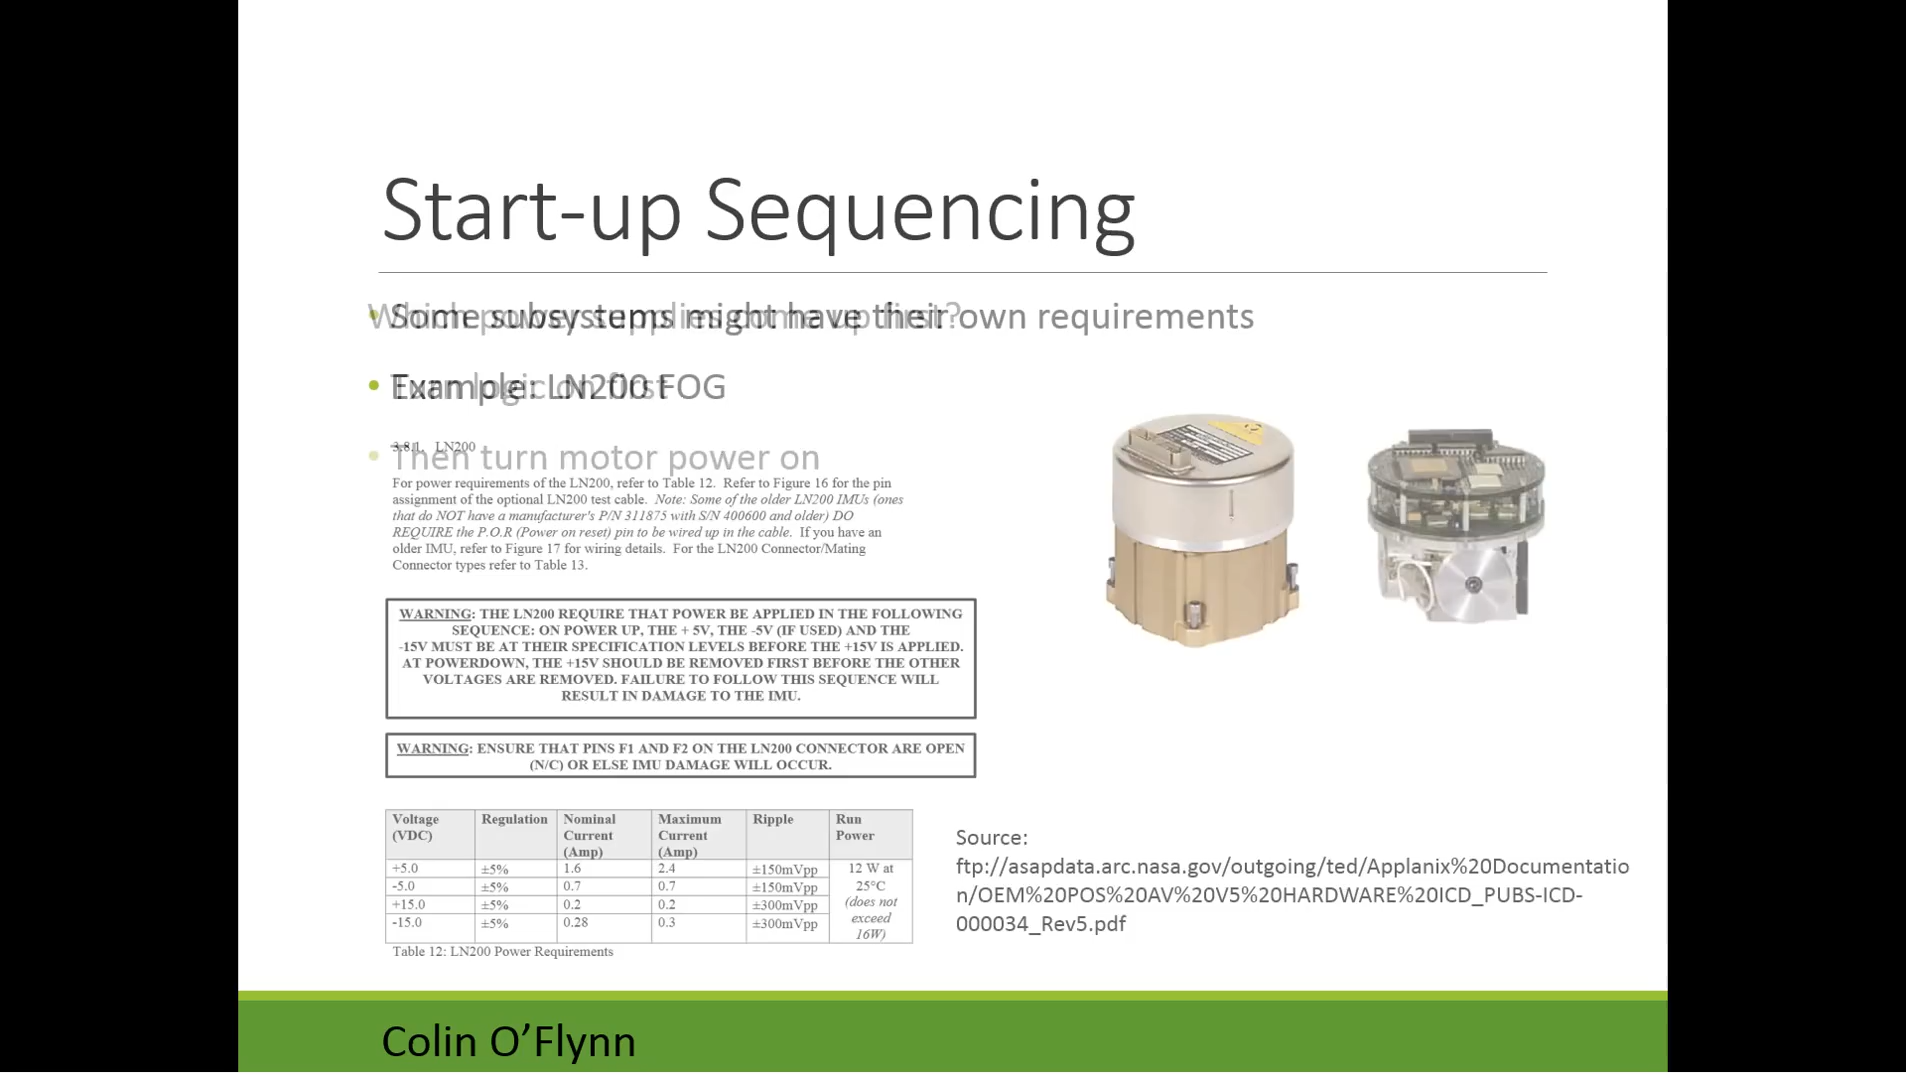 Start-up Sequencing
Which power supplies come up first?
• Some subsystems might have their own requirements
Turn logic on first
• Example: LN200 FOG
• Then turn motor power on
3.8.1. LN200
For power requirements of the LN200, refer to Table 12. Refer to Figure 16 for the pin
assignment of the optional LN200 test cable. Note: Some of the older LN200 IMUs (ones
that do NOT have a manufacturer's P/N 311875 with S/N 400600 and older) DO
REQUIRE the P.O.R (Power on reset) pin to be wired up in the cable. If you have an
older IMU, refer to Figure 17 for wiring details. For the LN200 Connector/Mating
Connector types refer to Table 13.
WARNING: THE LN200 REQUIRE THAT POWER BE APPLIED IN THE FOLLOWING
SEQUENCE: ON POWER UP, THE + 5V, THE -5V (IF USED) AND THE
-15V MUST BE AT THEIR SPECIFICATION LEVELS BEFORE THE +15V IS APPLIED.
AT POWERDOWN, THE +15V SHOULD BE REMOVED FIRST BEFORE THE OTHER
VOLTAGES ARE REMOVED. FAILURE TO FOLLOW THIS SEQUENCE WILL
RESULT IN DAMAGE TO THE IMU.
WARNING: ENSURE THAT PINS F1 AND F2 ON THE LN200 CONNECTOR ARE OPEN
(N/C) OR ELSE IMU DAMAGE WILL OCCUR.
Voltage (VDC) Regulation Nominal Current (Amp) Maximum Current (Amp) Ripple Run Power
+5.0 ±5% 1.6 2.4 ±150mVpp 12 W at
-5.0 ±5% 0.7 0.7 ±150mVpp 25°C
+15.0 ±5% 0.2 0.2 ±300mVpp (does not
exceed
-15.0 ±5% 0.28 0.3 ±300mVpp 16W)
Table 12: LN200 Power Requirements
Source:
ftp://asapdata.arc.nasa.gov/outgoing/ted/Applanix%20Documentatio
n/OEM%20POS%20AV%20V5%20HARDWARE%20ICD_PUBS-ICD-
000034_Rev5.pdf
Colin O’Flynn